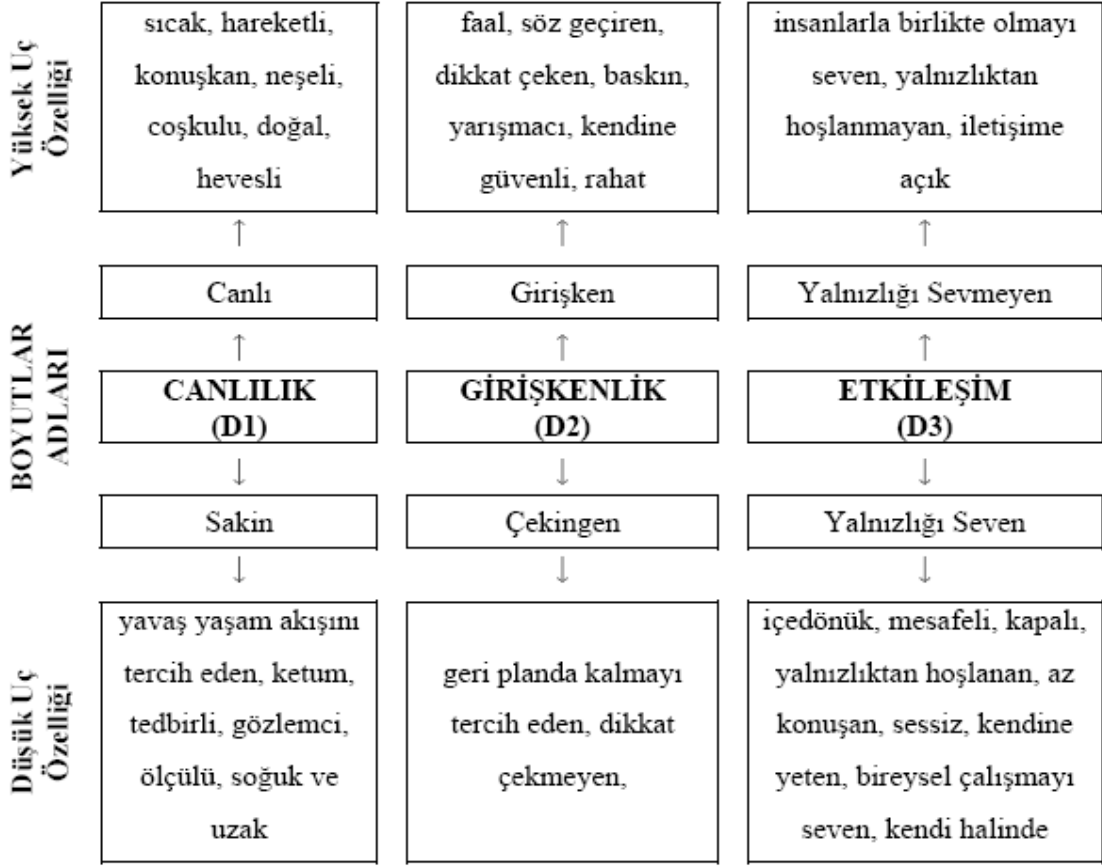 Yüksek Uç
Özelliği
sıcak, hareketli,
konuşkan, neşeli,
coşkulu, doğal,
hevesli
faal, söz geçiren,
dikkat çeken, baskın,
yarışmacı, kendine
güvenli, rahat
insanlarla birlikte olmayı
seven, yalnızlıktan
hoşlanmayan, iletişime
açık
↑
↑
↑
Canlı
Girişken
Yalnızlığı Sevmeyen
↑
↑
↑
BOYUTLAR
ADLARI
CANLILIK
(D1)
GİRİŞKENLİK
(D2)
ETKİLEŞİM
(D3)
↓
↓
↓
Sakin
Çekingen
Yalnızlığı Seven
↓
↓
↓
Düşük Uç
Özelliği
yavaş yaşam akışını
tercih eden, ketum,
tedbirli, gözlemci,
ölçülü, soğuk ve
uzak
geri planda kalmayı
tercih eden, dikkat
çekmeyen,
içedönük, mesafeli, kapalı,
yalnızlıktan hoşlanan, az
konuşan, sessiz, kendine
yeten, bireysel çalışmayı
seven, kendi halinde